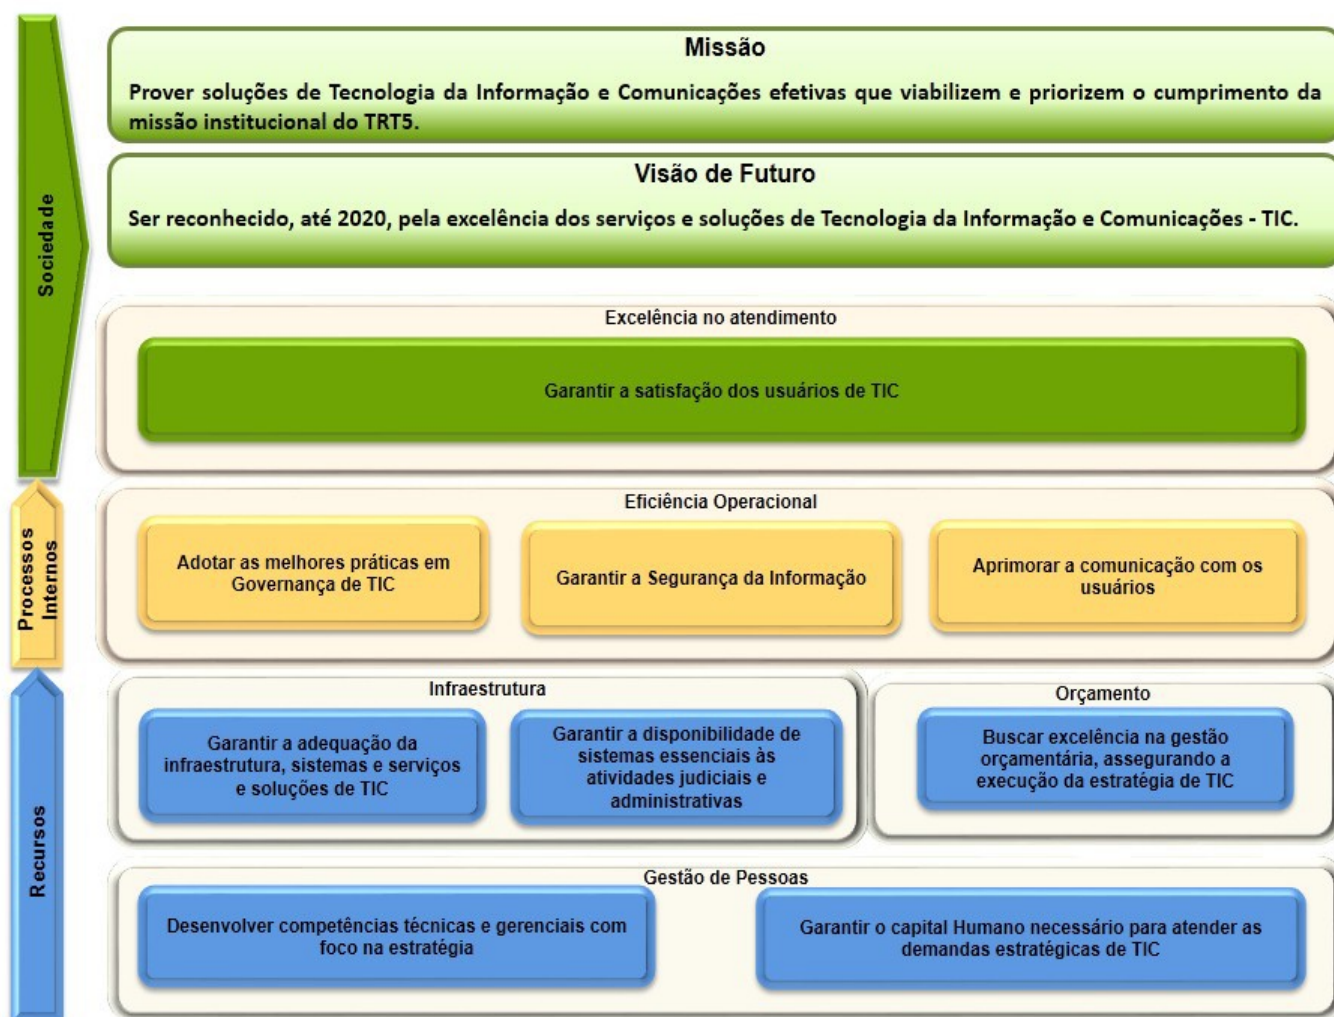 Sociedade
Missão
Prover soluções de Tecnologia da Informação e Comunicações efetivas que viabilizem e priorizem o cumprimento da
missão institucional do TRT5.
Visão de Futuro
Ser reconhecido, até 2020, pela excelência dos serviços e soluções de Tecnologia da Informação e Comunicações - TIC.
Excelência no atendimento
Garantir a satisfação dos usuários de TIC
Processos
Internos
Eficiência Operacional
Adotar as melhores práticas em
Governança de TIC
Garantir a Segurança da Informação
Aprimorar a comunicação com os
usuários
Recursos
Infraestrutura
Garantir a adequação da
infraestrutura, sistemas e serviços
e soluções de TIC
Garantir a disponibilidade de
sistemas essenciais às
atividades judiciais e
administrativas
Orçamento
Buscar excelência na gestão
orçamentária, assegurando a
execução da estratégia de TIC
Gestão de Pessoas
Desenvolver competências técnicas e gerenciais com
foco na estratégia
Garantir o capital Humano necessário para atender as
demandas estratégicas de TIC